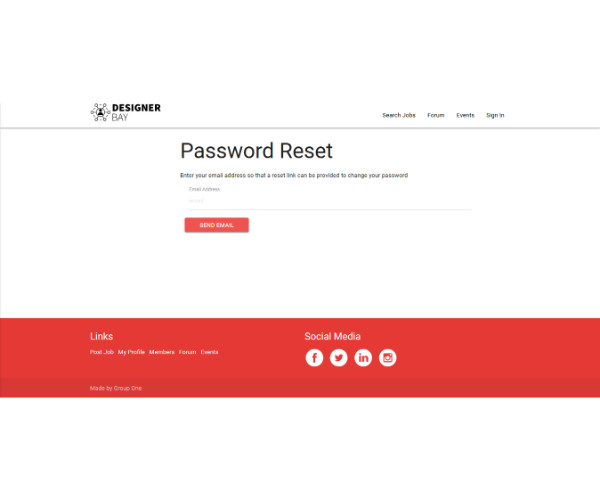 DESIGNER
BAY
Search Jobs Forum Events Sign In
Password Reset
Enter your email address so that a reset link can be provided to change your password
Email Address
SEND EMAIL
Links
Post Job My Profile Members Forum Events
Social Media
Made by Group One